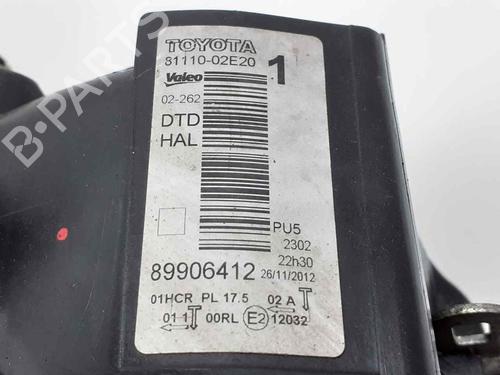 TOYOTA
81110-02E20
Valeo
1
02-262
DTD
HAL
PU5
2302
22h30
89906412
26/11/2012
01HCR PL 17.5 02 A
01 1 00RL E2 12032